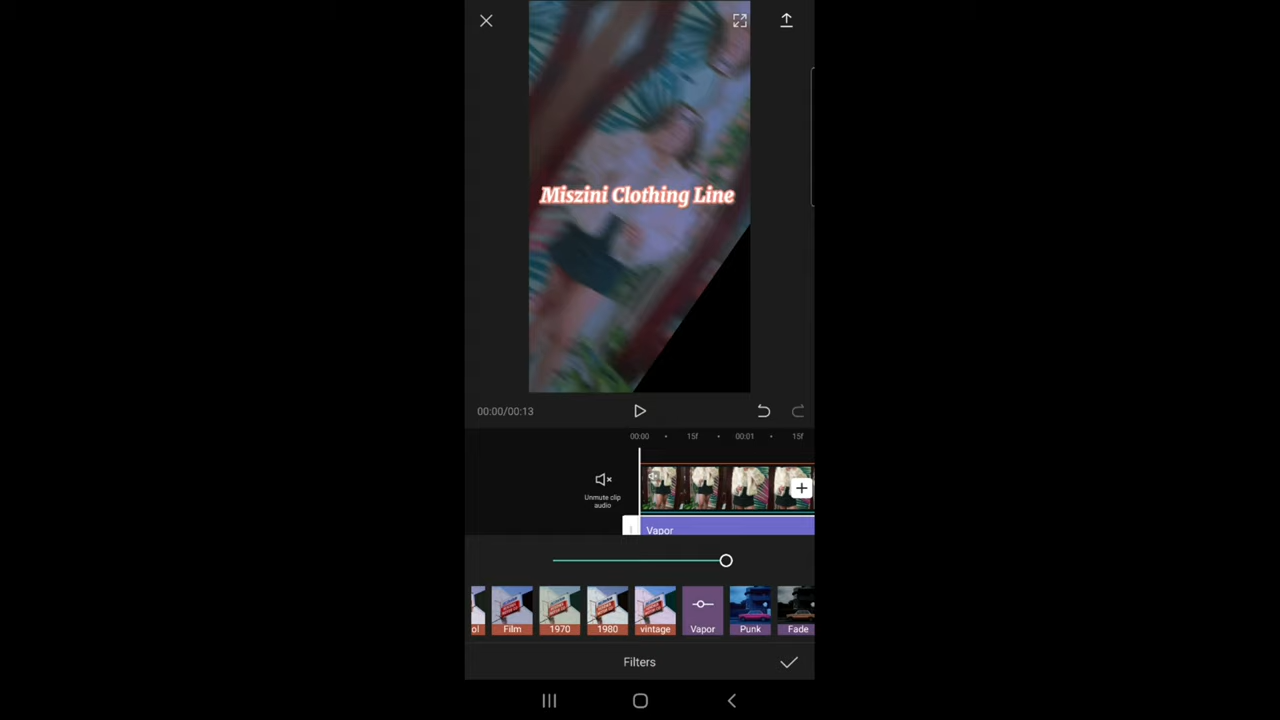 Miszini Clothing Line
00:00/00:13
00:00 15f 00:01 15f
Unmute clip
audio
Vapor
ol Film 1970 1980 vintage Vapor Punk Fade
Filters